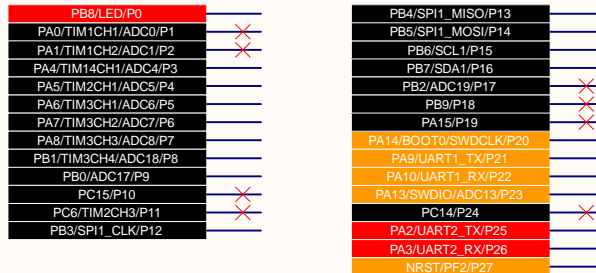 PB8/LED/P0
PA0/TIM1CH1/ADC0/P1
PA1/TIM1CH2/ADC1/P2
PA4/TIM14CH1/ADC4/P3
PA5/TIM2CH1/ADC5/P4
PA6/TIM3CH1/ADC6/P5
PA7/TIM3CH2/ADC7/P6
PA8/TIM3CH3/ADC8/P7
PB1/TIM3CH4/ADC18/P8
PB0/ADC17/P9
PC15/P10
PC6/TIM2CH3/P11
PB3/SPI1_CLK/P12
PB4/SPI1_MISO/P13
PB5/SPI1_MOSI/P14
PB6/SCL1/P15
PB7/SDA1/P16
PB2/ADC19/P17
PB9/P18
PA15/P19
PA14/BOOT0/SWDCLK/P20
PA9/UART1_TX/P21
PA10/UART1_RX/P22
PA13/SWDIO/ADC13/P23
PC14/P24
PA2/UART2_TX/P25
PA3/UART2_RX/P26
NRST/PF2/P27